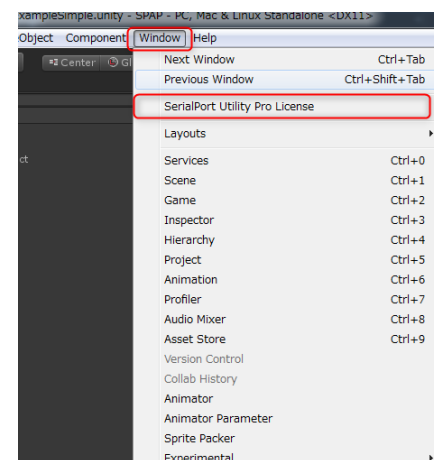 xampleSimple.unity - SPAP - PC, Mac & Linux Standalone <DX11>
Object Component Window Help
Center Gl
Next Window Ctrl+Tab
Previous Window Ctrl+Shift+Tab
SerialPort Utility Pro License
Layouts
ct
Services Ctrl+0
Scene Ctrl+1
Game Ctrl+2
Inspector Ctrl+3
Hierarchy Ctrl+4
Project Ctrl+5
Animation Ctrl+6
Profiler Ctrl+7
Audio Mixer Ctrl+8
Asset Store Ctrl+9
Version Control
Collab History
Animator
Animator Parameter
Sprite Packer
Experimental